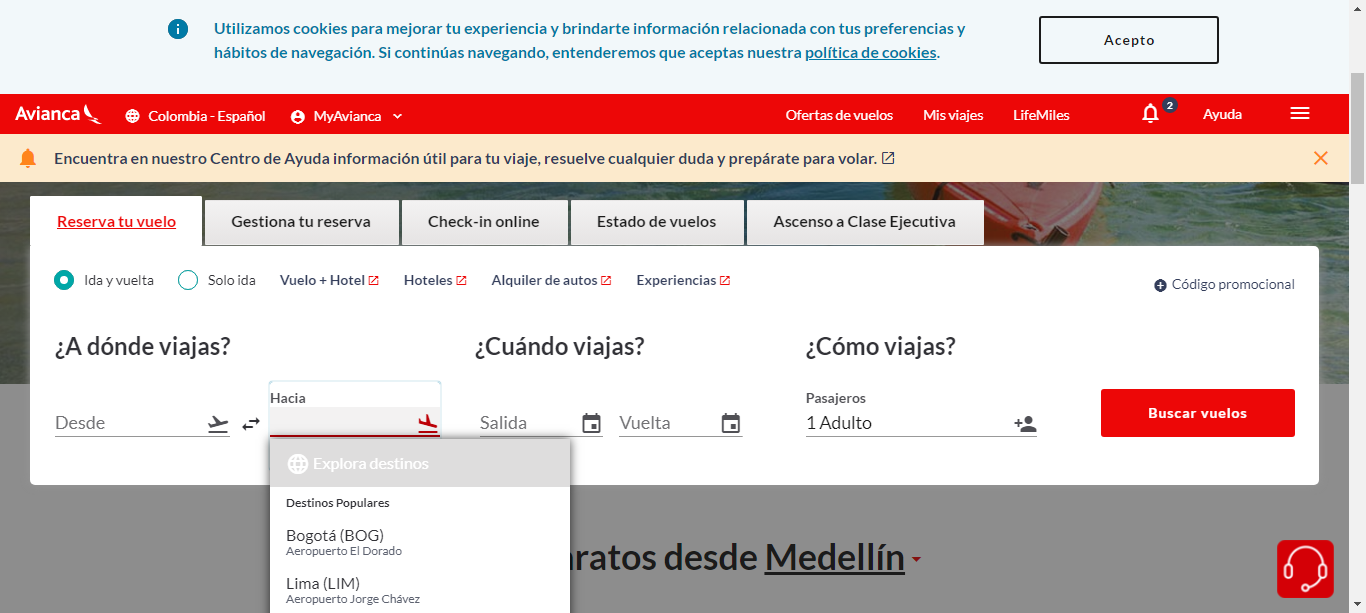 Utilizamos cookies para mejorar tu experiencia y brindarte información relacionada con tus preferencias y
hábitos de navegación. Si continúas navegando, entenderemos que aceptas nuestra política de cookies.
Acepto
Avianca
Colombia - Español
MyAvianca
Ofertas de vuelos
Mis viajes
LifeMiles
2
Ayuda
Encuentra en nuestro Centro de Ayuda información útil para tu viaje, resuelve cualquier duda y prepárate para volar.
Reserva tu vuelo
Gestiona tu reserva
Check-in online
Estado de vuelos
Ascenso a Clase Ejecutiva
Ida y vuelta
Solo ida
Vuelo + Hotel
Hoteles
Alquiler de autos
Experiencias
Código promocional
¿A dónde viajas?
¿Cuándo viajas?
¿Cómo viajas?
Desde
Hacia
Salida
Vuelta
Pasajeros
1 Adulto
Buscar vuelos
Explora destinos
Destinos Populares
Bogotá (BOG)
Aeropuerto El Dorado
Lima (LIM)
Aeropuerto Jorge Chávez
desde Medellín